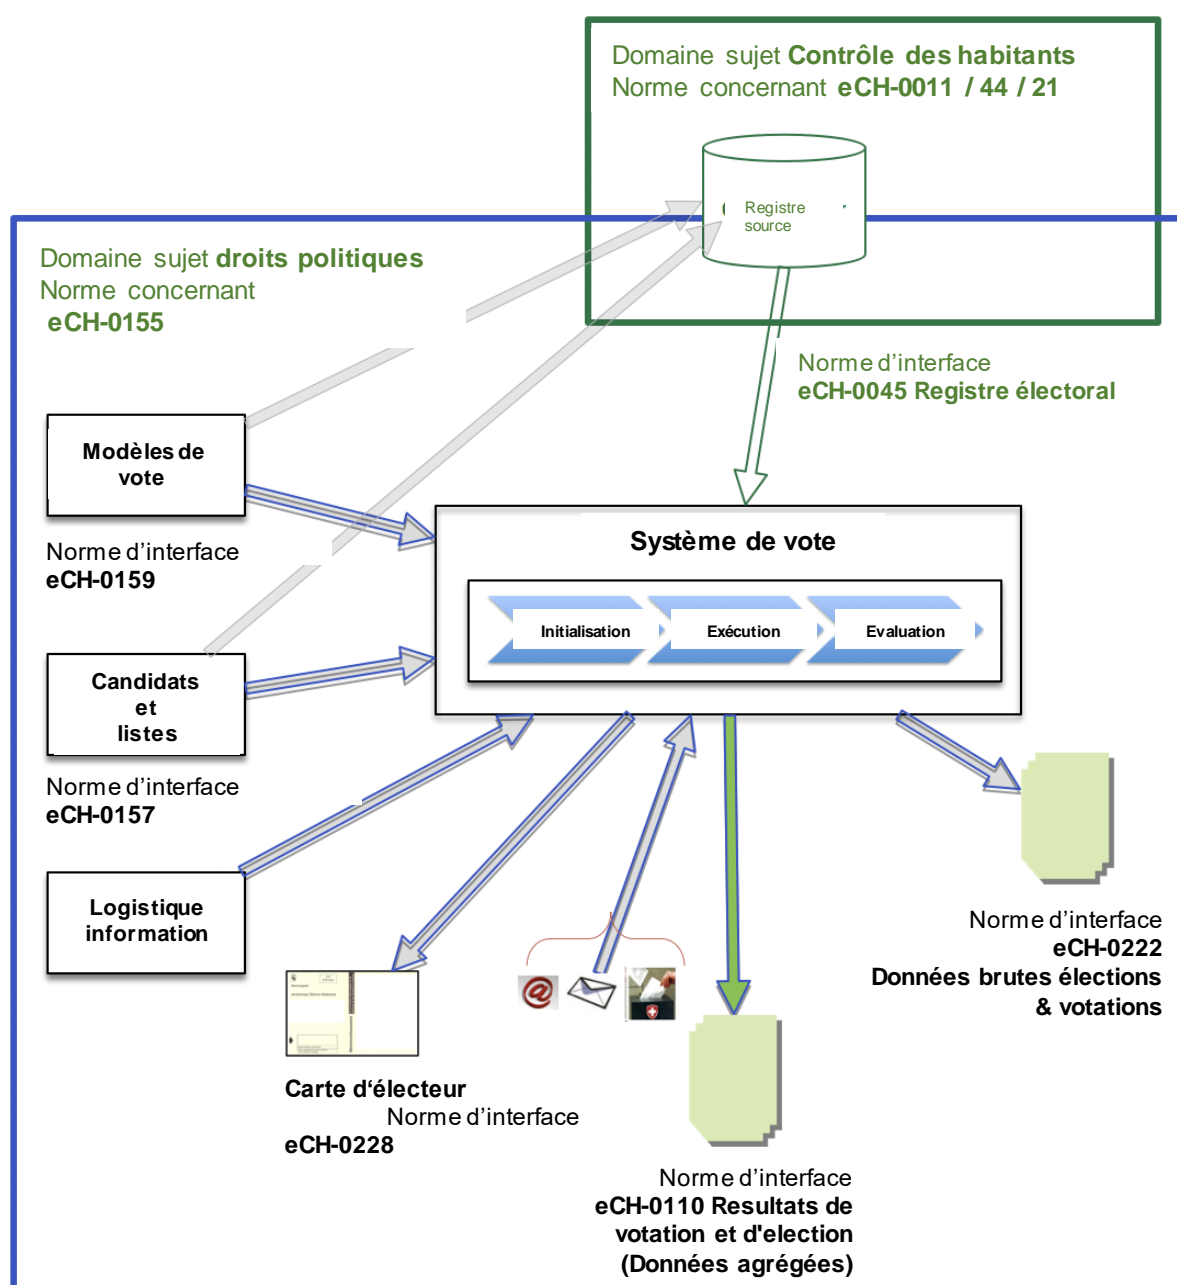 Domaine sujet Contrôle des habitants
Norme concernant eCH-0011 / 44 / 21
Registre
source
Domaine sujet droits politiques
Norme concernant
eCH-0155
Norme d’interface
eCH-0045 Registre électoral
Modèles de
vote
Norme d’interface
eCH-0159
Système de vote
Initialisation
Exécution
Evaluation
Candidats
et
listes
Norme d’interface
eCH-0157
Logistique
information
Norme d’interface
eCH-0222
Données brutes élections
& votations
Carte d‘électeur
Norme d’interface
eCH-0228
Norme d’interface
eCH-0110 Resultats de
votation et d'election
(Données agrégées)